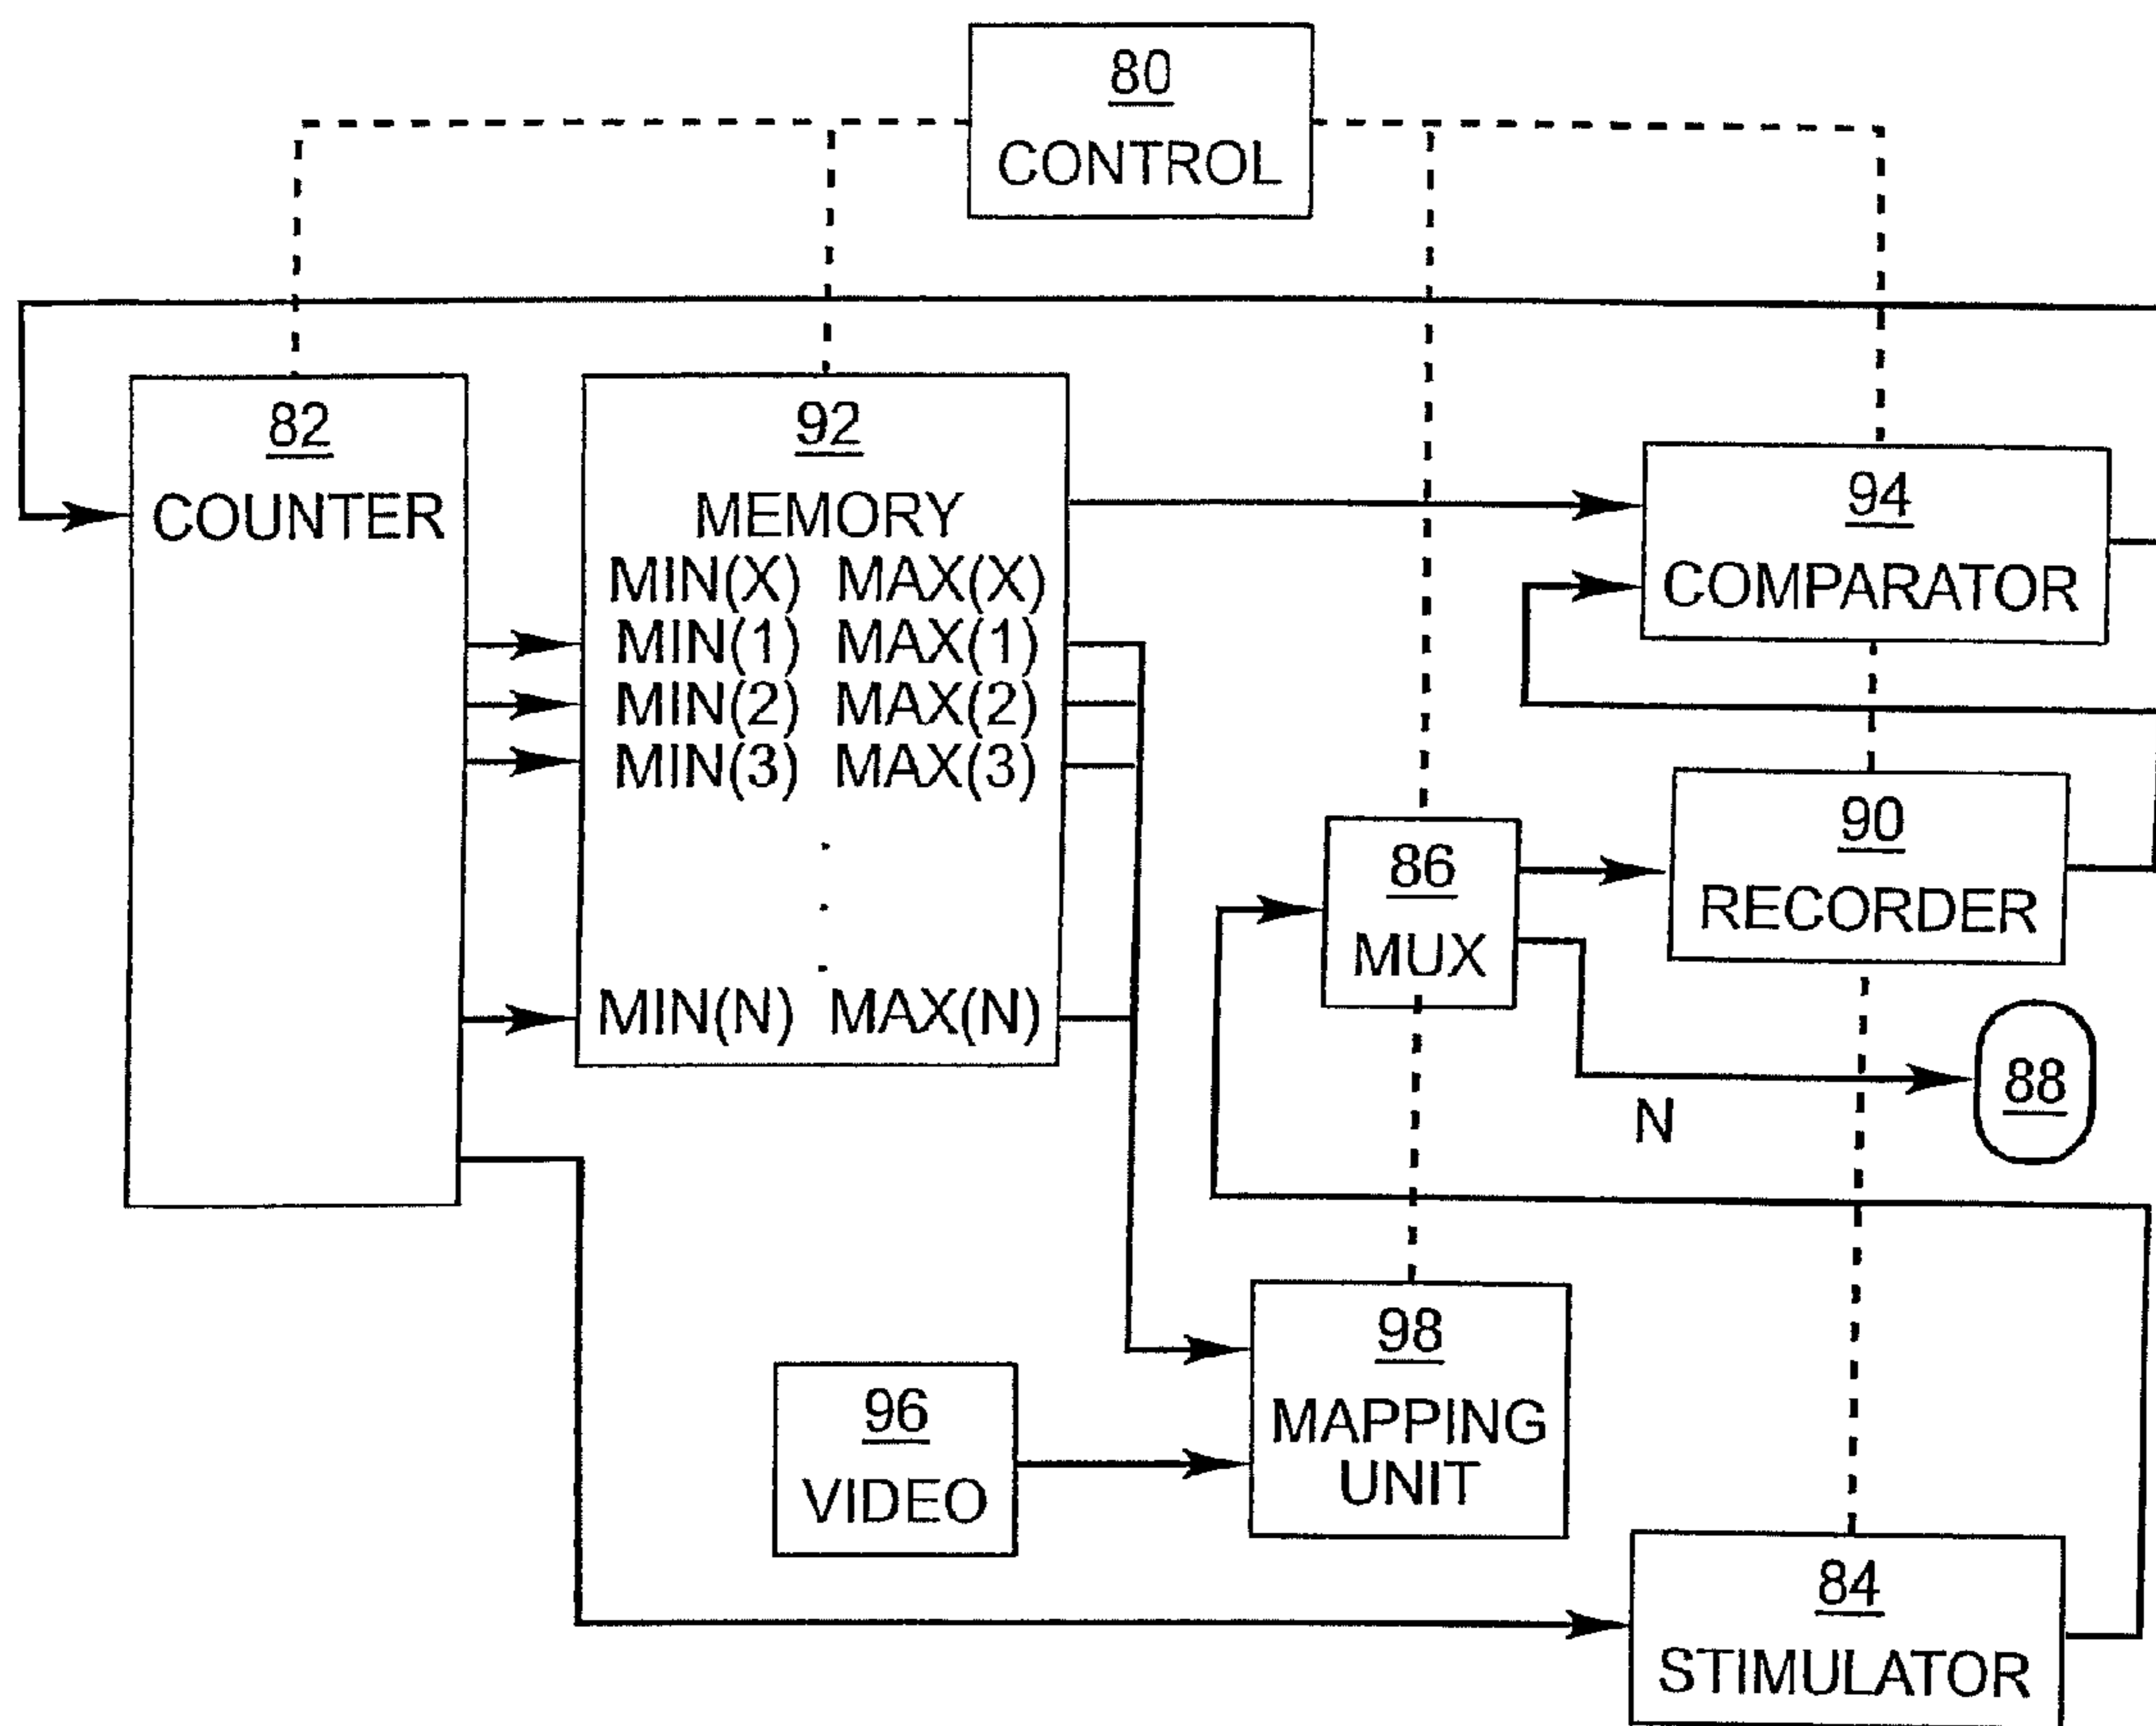 80
CONTROL
82
COUNTER
92
MEMORY
MIN(X) MAX(X)
MIN(1) MAX(1)
MIN(2) MAX(2)
MIN(3) MAX(3)
.
.
.
MIN(N) MAX(N)
94
COMPARATOR
86
MUX
90
RECORDER
88
N
96
VIDEO
98
MAPPING
UNIT
84
STIMULATOR